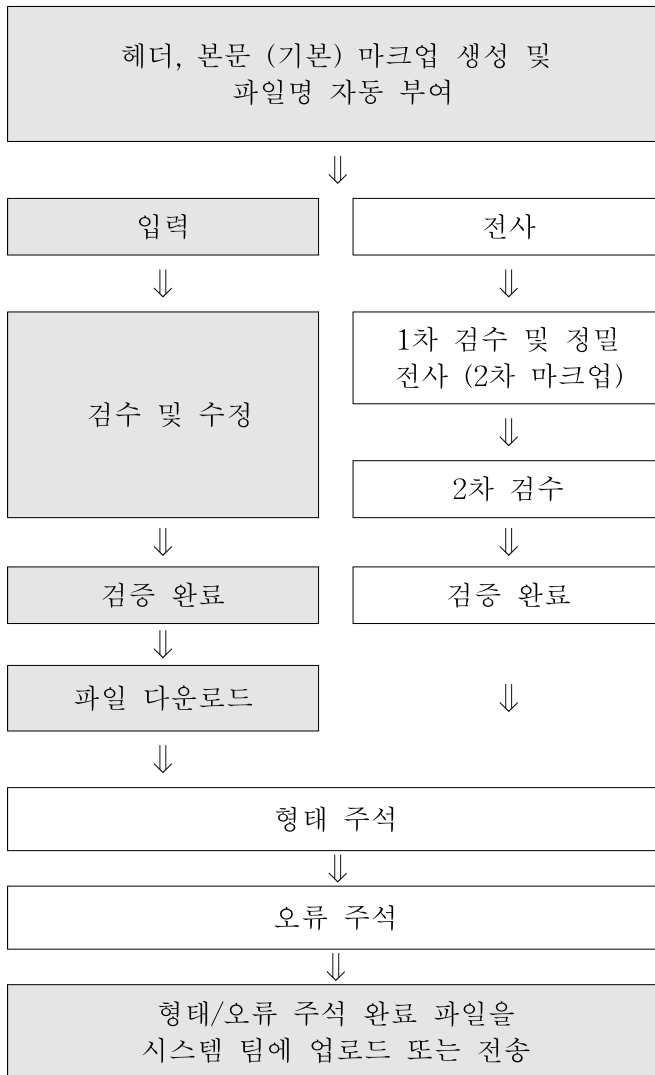 헤더, 본문 (기본) 마크업 생성 및
파일명 자동 부여
⇓
입력
전사
⇓
⇓
검수 및 수정
1차 검수 및 정밀
전사 (2차 마크업)
⇓
2차 검수
⇓
⇓
검증 완료
검증 완료
⇓
파일 다운로드
⇓
⇓
형태 주석
⇓
오류 주석
⇓
형태/오류 주석 완료 파일을
시스템 팀에 업로드 또는 전송